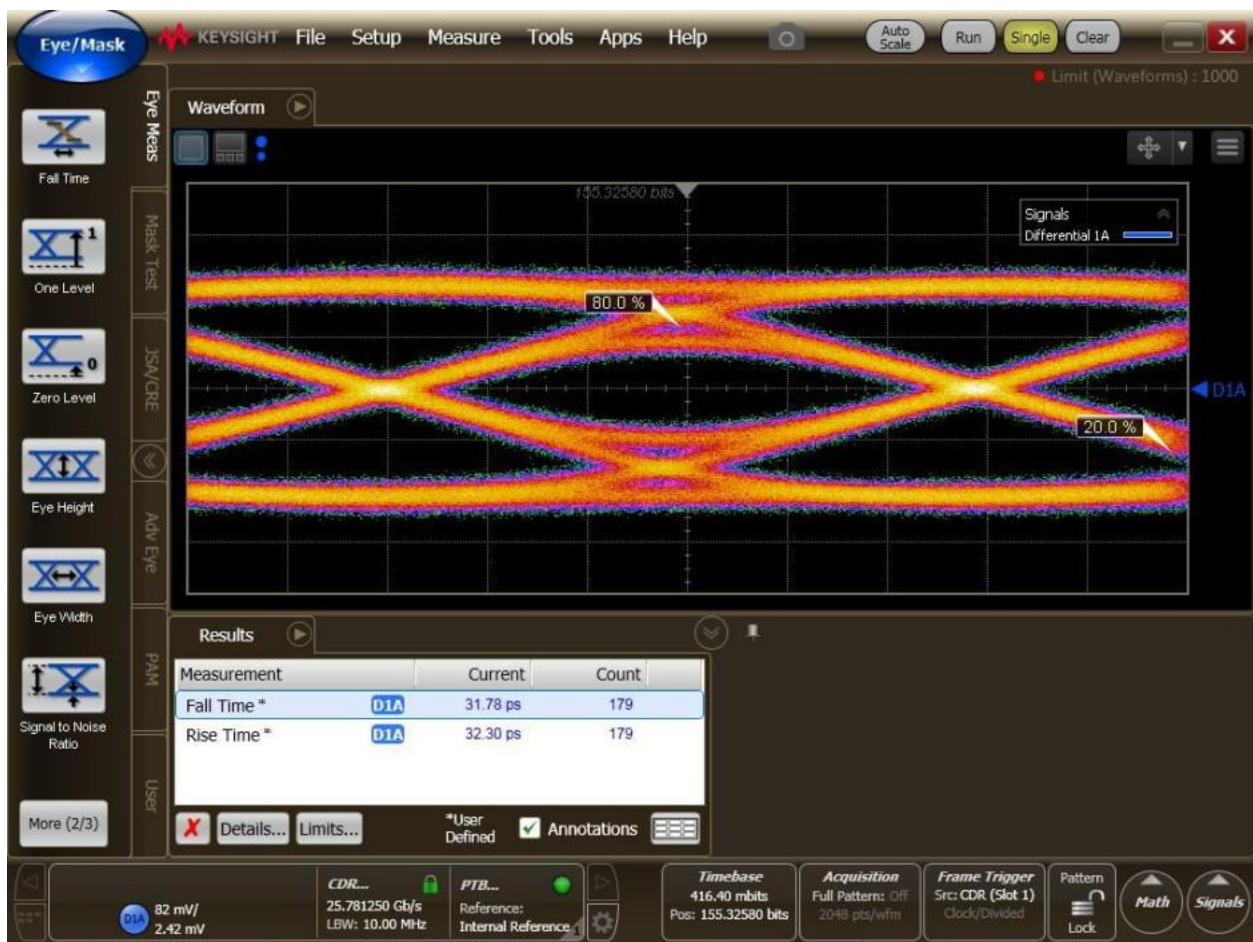 Eye/Mask
KEYSIGHT File Setup Measure Tools Apps Help
Auto Scale
Run
Single
Clear
Limit (Waveforms) : 1000
Fall Time
One Level
Zero Level
Eye Height
Eye Width
Signal to Noise
Ratio
More (2/3)
Eye Meas
Mask Test
JSA/CRE
Adv Eye
PAM
User
Waveform
155.32580 bits
Signals
Differential 1A
80.0 %
20.0 %
D1A
Results
Measurement Current Count
Fall Time * D1A 31.78 ps 179
Rise Time * D1A 32.30 ps 179
Details...
Limits...
*User
Defined
Annotations
D1A
82 mV/
2.42 mV
CDR...
25.781250 Gb/s
LBW: 10.00 MHz
PTB...
Reference:
Internal Reference
1
Timebase
416.40 mbits
Pos: 155.32580 bits
Acquisition
Full Pattern: Off
2048 pts/wfm
Frame Trigger
Src: CDR (Slot 1)
Clock/Divided
Pattern
Lock
Math
Signals